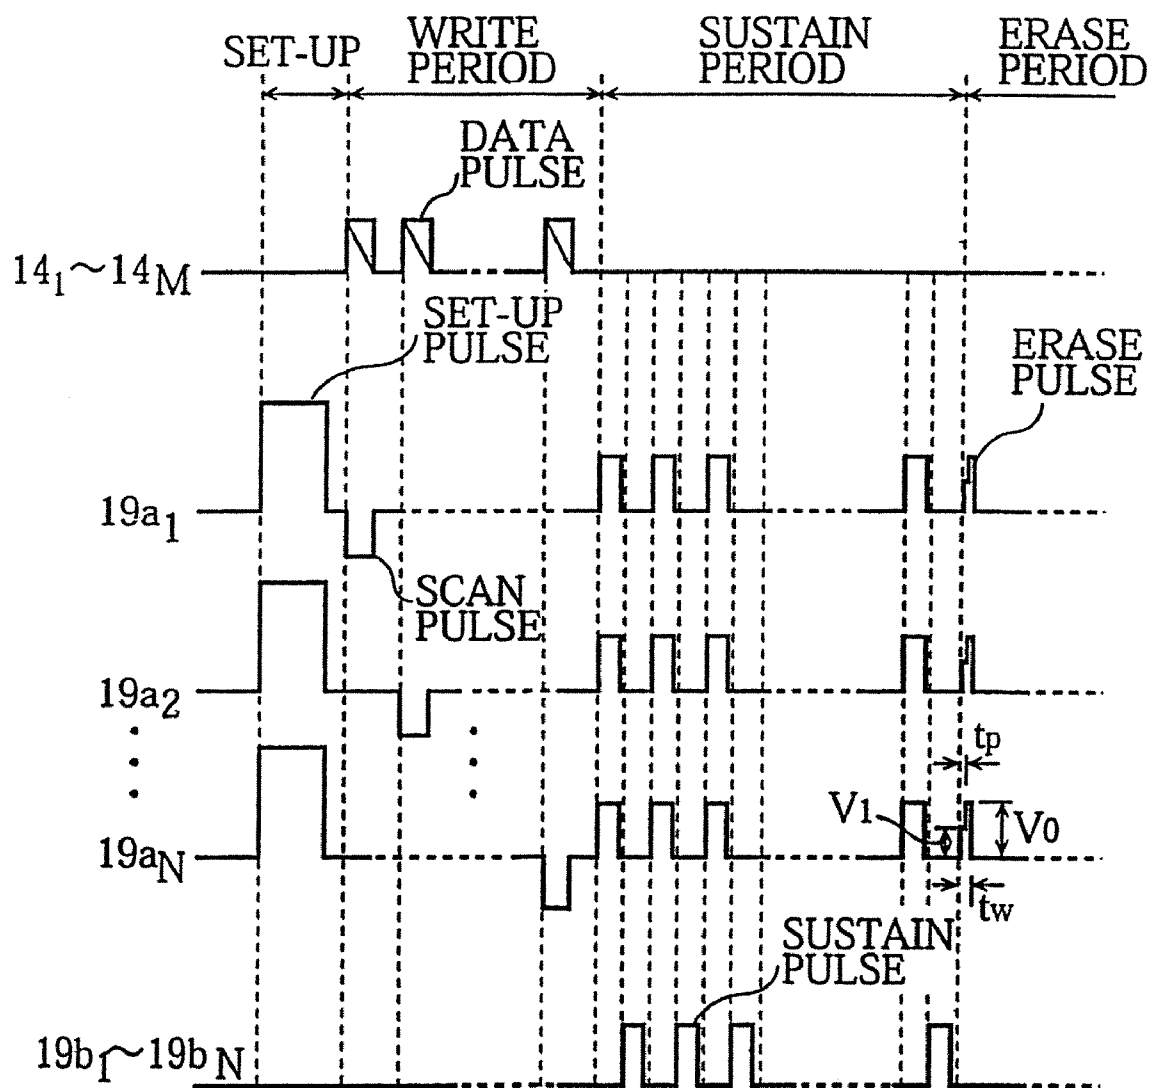 SET-UP
WRITE
PERIOD
SUSTAIN
PERIOD
ERASE
PERIOD
DATA
PULSE
14₁~14M
SET-UP
PULSE
ERASE
PULSE
19a1
SCAN
PULSE
19a2
tp
V1
V0
19aN
tw
SUSTAIN
PULSE
19b₁~19bN